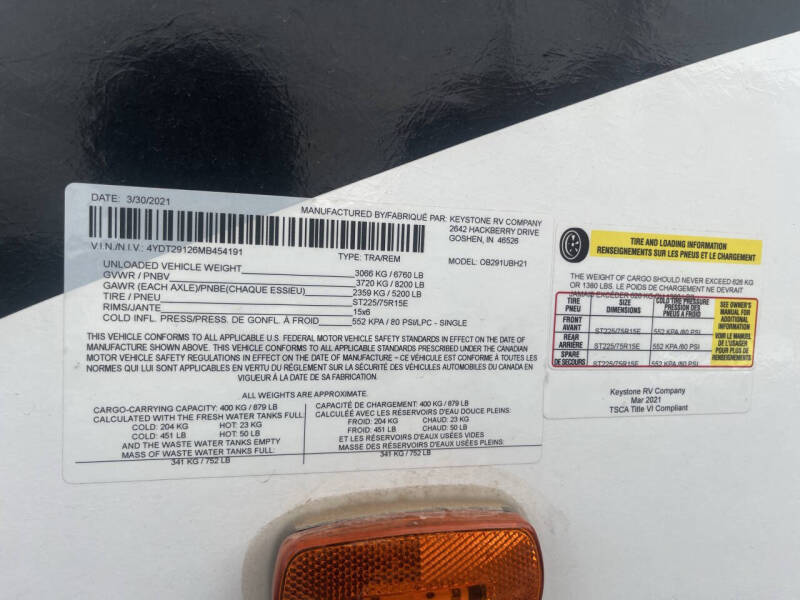 DATE: 3/30/2021
MANUFACTURED BY/FABRIQUÉ PAR: KEYSTONE RV COMPANY
2642 HACKBERRY DRIVE
GOSHEN, IN 46526
V.I.N./N.I.V.: 4YDT29126MB454191
TYPE: TRA/REM
MODEL: OB291UBH21
UNLOADED VEHICLE WEIGHT 3066 KG / 6760 LB
GVWR / PNBV 3720 KG / 8200 LB
GAWR (EACH AXLE)/PNBE(CHAQUE ESSIEU) 2359 KG / 5200 LB
TIRE / PNEU ST225/75R15E
RIMS/JANTE 15x6
COLD INFL. PRESS/PRESS. DE GONFL. À FROID 552 KPA / 80 PSI/LPC - SINGLE
THIS VEHICLE CONFORMS TO ALL APPLICABLE U.S. FEDERAL MOTOR VEHICLE SAFETY STANDARDS IN EFFECT ON THE DATE OF
MANUFACTURE. THIS VEHICLE CONFORMS TO ALL APPLICABLE STANDARDS PRESCRIBED UNDER THE CANADIAN
MOTOR VEHICLE SAFETY REGULATIONS IN EFFECT ON THE DATE OF MANUFACTURE – CE VÉHICULE EST CONFORME À TOUTES LES
NORMES QUI LUI SONT APPLICABLES EN VERTU DU RÉGLEMENT SUR LA SÉCURITÉ DES VÉHICULES AUTOMOBILES DU CANADA EN
VIGUEUR À LA DATE DE SA FABRICATION.
ALL WEIGHTS ARE APPROXIMATE.
CARGO-CARRYING CAPACITY: 400 KG / 879 LB
CALCULATED WITH THE FRESH WATER TANKS FULL
COLD: 204 KG HOT: 23 KG
COLD: 451 LB HOT: 50 LB
AND THE WASTE WATER TANKS EMPTY
MASS OF WASTE WATER TANKS FULL:
341 KG / 752 LB
CAPACITÉ DE CHARGEMENT: 400 KG / 879 LB
CALCULÉE AVEC LES RÉSERVOIRS D'EAU DOUCE PLEINS
FROID: 204 KG CHAUD: 23 KG
FROID: 451 LB CHAUD: 50 LB
ET LES RÉSERVOIRS D'EAUX USÉES VIDES
MASSE DES RÉSERVOIRS D'EAUX USÉES PLEINS:
341 KG / 752 LB
TIRE AND LOADING INFORMATION
RENSEIGNEMENTS SUR LES PNEUS ET LE CHARGEMENT
THE WEIGHT OF CARGO SHOULD NEVER EXCEED 626 KG
OR 1380 LBS. LE POIDS DE CHARGEMENT NE DEVRAIT
JAMAIS EXCÉDER 626 KG
TIRE PNEU
SIZE DIMENSIONS
COLD TIRE PRESSURE PRESSION DES PNEUS A FROID
FRONT AVANT ST225/75R15E 552 KPA /80 PSI
REAR ARRIÈRE ST225/75R15E 552 KPA /80 PSI
SPARE DE SECOURS ST225/75R15E 552 KPA /80 PSI
SEE OWNER'S
MANUAL FOR
ADDITIONAL
INFORMATION
VOIR LE MANUEL
DE L'USAGER
POUR PLUS DE
RENSEIGNEMENTS
Keystone RV Company
Mar 2021
TSCA Title VI Compliant